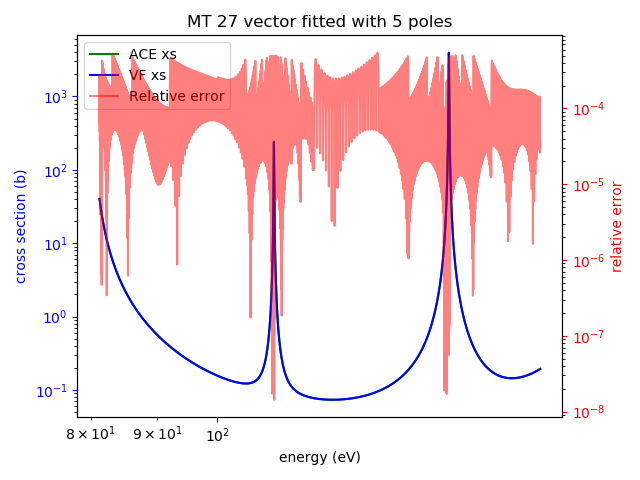 MT 27 vector fitted with 5 poles
ACE xs
VF xs
Relative error
10³
10²
10¹
10⁰
10⁻¹
cross section (b)
10⁻⁴
10⁻⁵
10⁻⁶
10⁻⁷
10⁻⁸
relative error
8 × 10¹ 9 × 10¹ 10²
energy (eV)